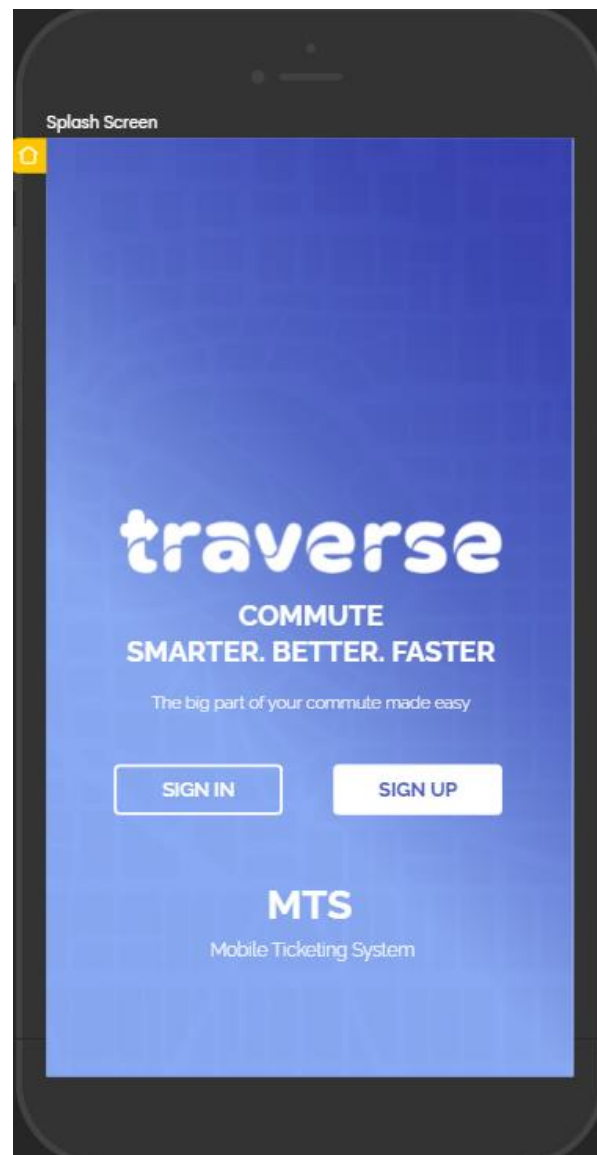 Splash Screen
traverse
COMMUTE
SMARTER. BETTER. FASTER
The big part of your commute made easy
SIGN IN
SIGN UP
MTS
Mobile Ticketing System